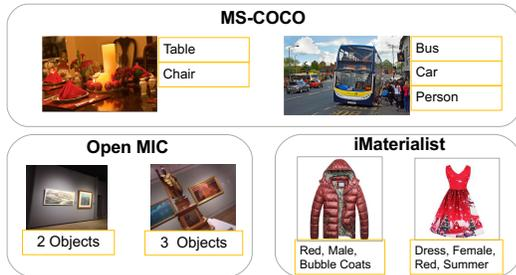 MS-COCO
Table
Chair
Bus
Car
Person
Open MIC
2 Objects
3 Objects
iMaterialist
Red, Male,
Bubble Coats
Dress, Female,
Red, Summer